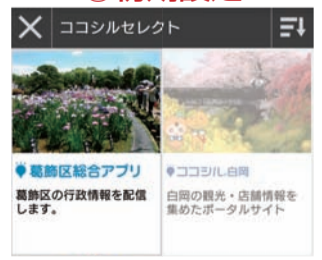 ココシルセレクト
葛飾区総合アプリ
葛飾区の行政情報を配信
します。
ココシル白岡
白岡の観光・店舗情報を
集めたポータルサイト